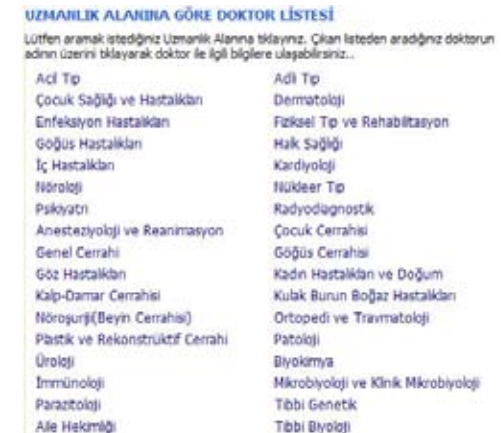 UZMANLIK ALANINA GÖRE DOKTOR LİSTESİ
Lütfen aramak istediğiniz Uzmanlık Alanına tıklayınız. Çıkan listeden aradığınız doktorun
adının üzerini tıklayarak doktor ile ilgili bilgilere ulaşabilirsiniz..
Acil Tıp
Adli Tıp
Çocuk Sağlığı ve Hastalıkları
Dermatoloji
Enfeksiyon Hastalıkları
Fiziksel Tıp ve Rehabilitasyon
Göğüs Hastalıkları
Halk Sağlığı
İç Hastalıkları
Kardiyoloji
Nöroloji
Nükleer Tıp
Psikiyatri
Radyodiagnostik
Anesteziyoloji ve Reanimasyon
Çocuk Cerrahisi
Genel Cerrahi
Göğüs Cerrahisi
Göz Hastalıkları
Kadın Hastalıkları ve Doğum
Kalp-Damar Cerrahisi
Kulak Burun Boğaz Hastalıkları
Nöroşurji(Beyin Cerrahisi)
Ortopedi ve Travmatoloji
Plastik ve Rekonstrüktif Cerrahi
Patoloji
Üroloji
Biyokimya
İmmünoloji
Mikrobiyoloji ve Klinik Mikrobiyoloji
Parazitoloji
Tıbbi Genetik
Aile Hekimliği
Tıbbi Biyoloji